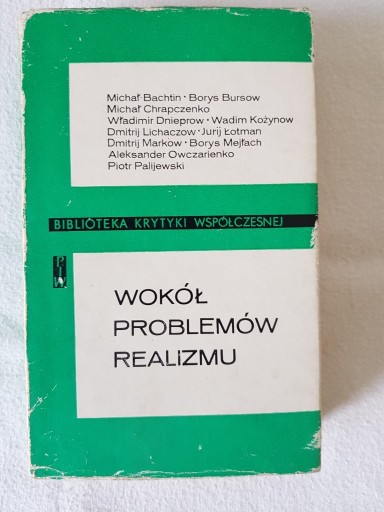 Michał Bachtin • Borys Bursow
Michał Chrapczenko
Władimir Dnieprow • Wadim Kożynow
Dmitrij Lichaczow • Jurij Łotman
Dmitrij Markow • Borys Mejłach
Aleksander Owczarienko
Piotr Palijewski
BIBLIOTEKA KRYTYKI WSPÓŁCZESNEJ
PIW
WOKÓŁ
PROBLEMÓW
REALIZMU